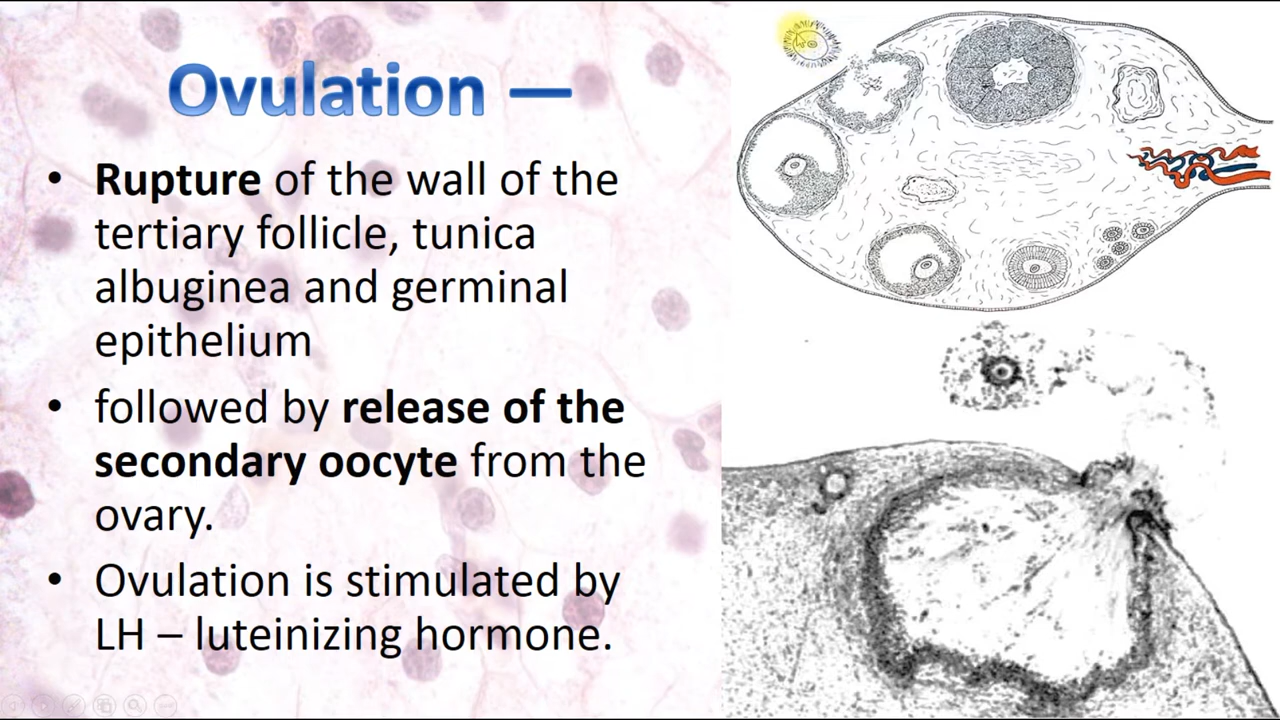 Ovulation —
• Rupture of the wall of the
tertiary follicle, tunica
albuginea and germinal
epithelium
• followed by release of the
secondary oocyte from the
ovary.
• Ovulation is stimulated by
LH – luteinizing hormone.